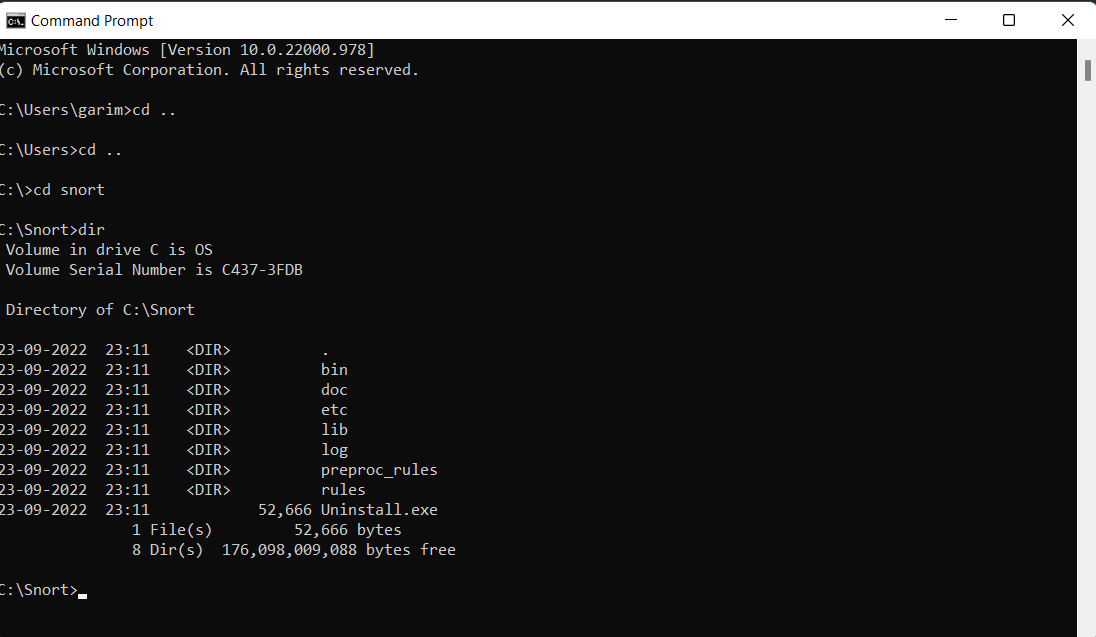 Command Prompt
Microsoft Windows [Version 10.0.22000.978]
(c) Microsoft Corporation. All rights reserved.
C:\Users\garim>cd ..
C:\Users>cd ..
C:\>cd snort
C:\Snort>dir
Volume in drive C is OS
Volume Serial Number is C437-3FDB
Directory of C:\Snort
23-09-2022  23:11    <DIR>          .
23-09-2022  23:11    <DIR>          bin
23-09-2022  23:11    <DIR>          doc
23-09-2022  23:11    <DIR>          etc
23-09-2022  23:11    <DIR>          lib
23-09-2022  23:11    <DIR>          log
23-09-2022  23:11    <DIR>          preproc_rules
23-09-2022  23:11    <DIR>          rules
23-09-2022  23:11            52,666 Uninstall.exe
1 File(s)         52,666 bytes
8 Dir(s)  176,098,009,088 bytes free
C:\Snort>